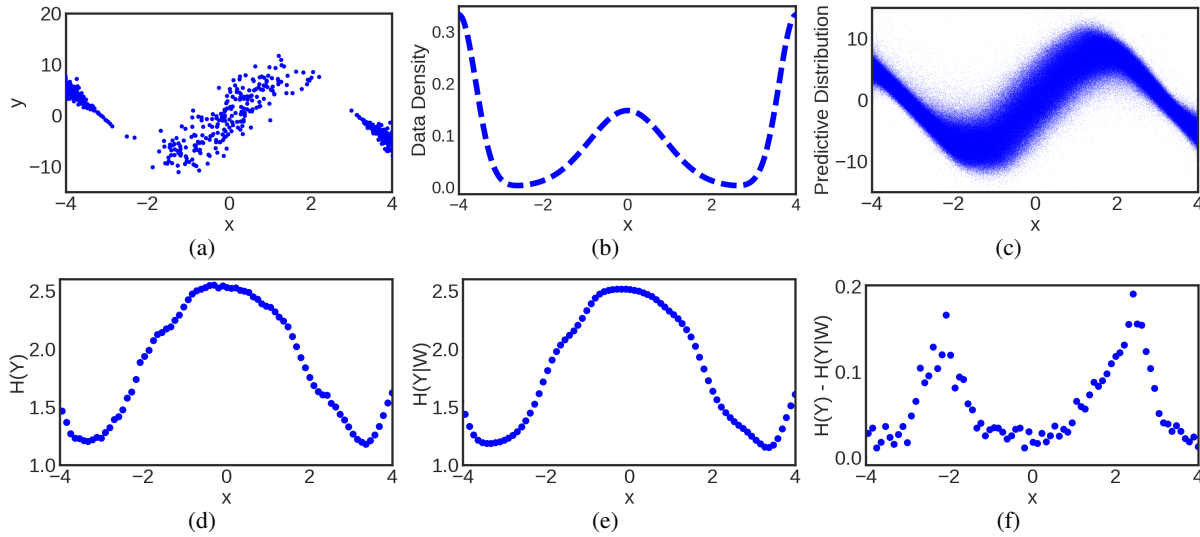 20
10
0
−10
y
−4 −2 0 2 4
x
(a)
0.3
0.2
0.1
0.0
Data Density
−4 −2 0 2 4
x
(b)
10
0
−10
Predictive Distribution
−4 −2 0 2 4
x
(c)
2.5
2.0
1.5
1.0
H(Y)
−4 −2 0 2 4
x
(d)
2.5
2.0
1.5
1.0
H(Y|W)
−4 −2 0 2 4
x
(e)
0.2
0.1
0.0
H(Y) - H(Y|W)
−4 −2 0 2 4
x
(f)